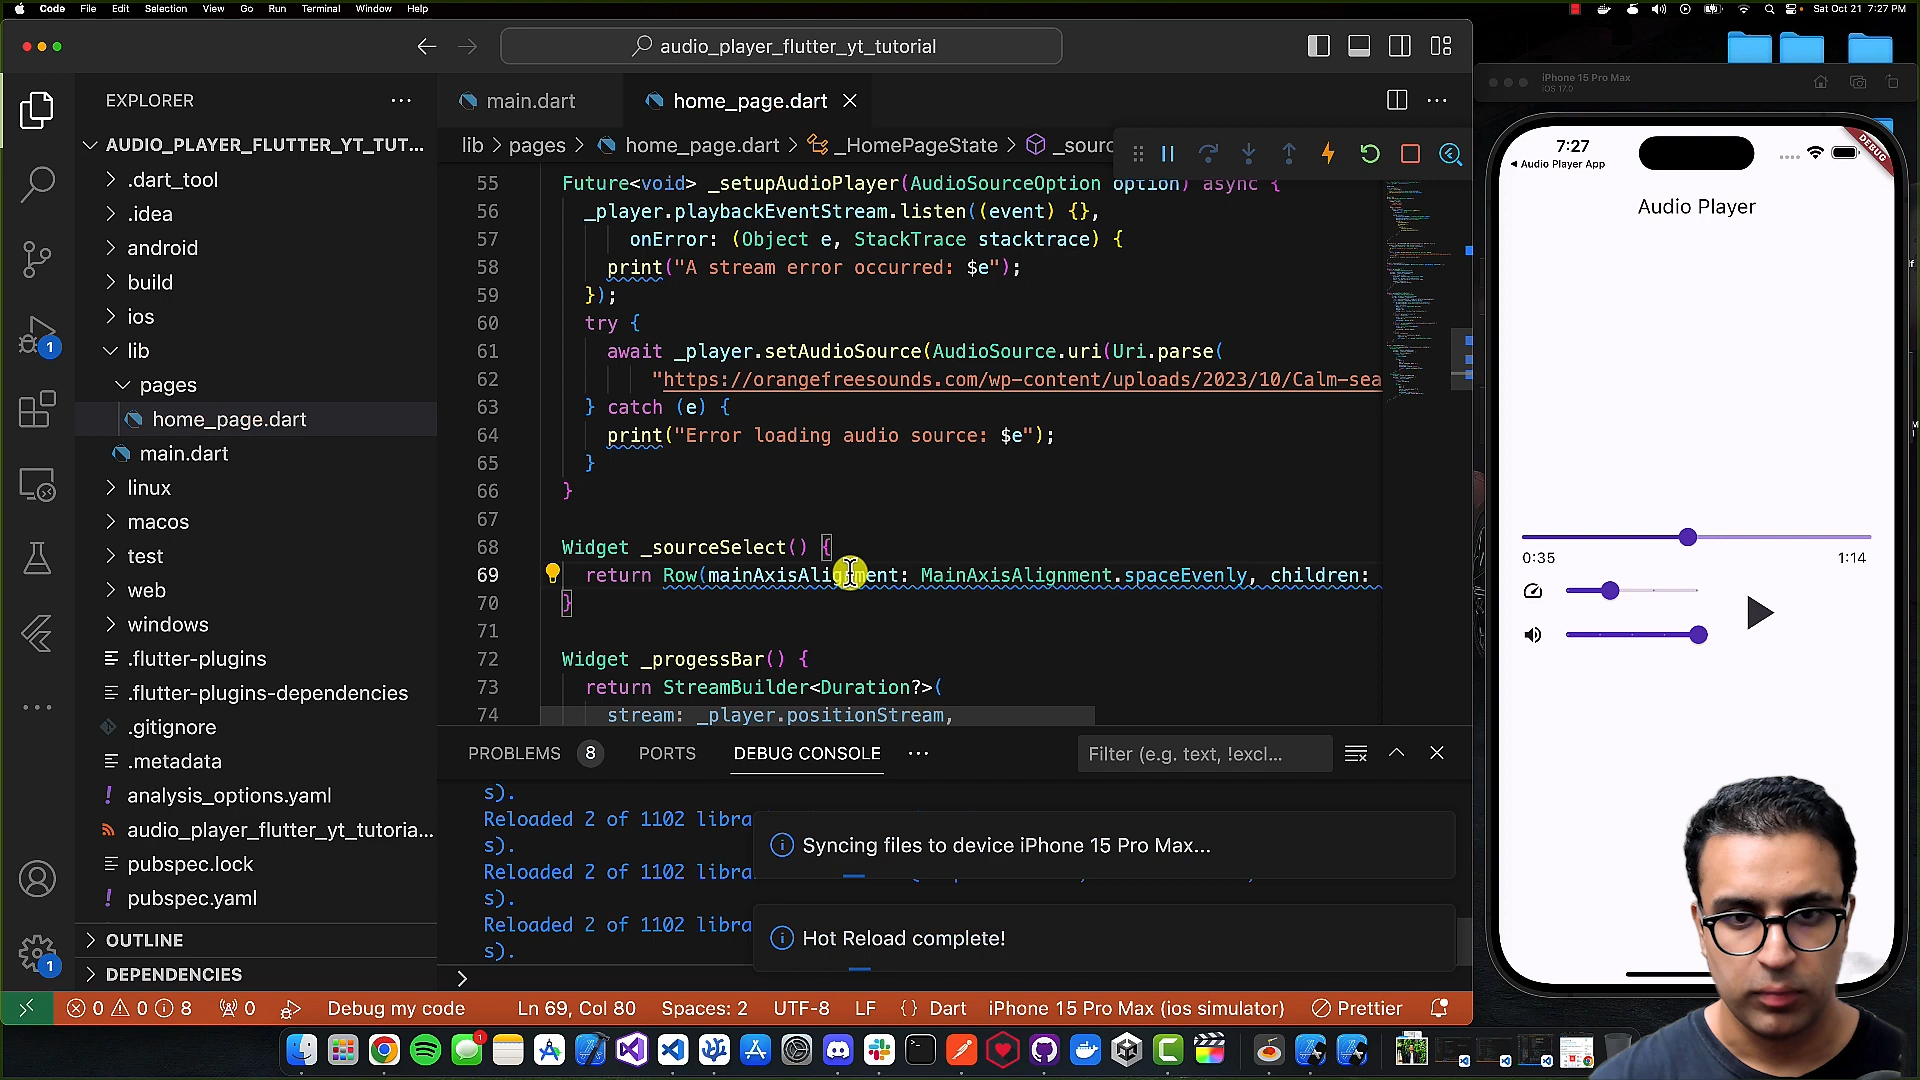 Code File Edit Selection View Go Run Terminal Window Help
Sat Oct 21 7:27 PM
audio_player_flutter_yt_tutorial
EXPLORER
AUDIO_PLAYER_FLUTTER_YT_TUT...
.dart_tool
.idea
android
build
ios
lib
pages
home_page.dart
main.dart
linux
macos
test
web
windows
.flutter-plugins
.flutter-plugins-dependencies
.gitignore
.metadata
analysis_options.yaml
audio_player_flutter_yt_tutoria...
pubspec.lock
pubspec.yaml
OUTLINE
DEPENDENCIES
1
1
main.dart
home_page.dart
lib > pages > home_page.dart > _HomePageState > _sourc
55 Future<void> _setupAudioPlayer(AudioSourceOption option) async {
56 _player.playbackEventStream.listen((event) {},
57 onError: (Object e, StackTrace stacktrace) {
58 print("A stream error occurred: $e");
59 });
60 try {
61 await _player.setAudioSource(AudioSource.uri(Uri.parse(
62 "https://orangefreesounds.com/wp-content/uploads/2023/10/Calm-sea
63 } catch (e) {
64 print("Error loading audio source: $e");
65 }
66 }
67
68 Widget _sourceSelect() {
69 return Row(mainAxisAlignment: MainAxisAlignment.spaceEvenly, children:
70 }
71
72 Widget _progessBar() {
73 return StreamBuilder<Duration?>(
74 stream: _player.positionStream,
PROBLEMS 8 PORTS DEBUG CONSOLE
Filter (e.g. text, !excl...
s).
Reloaded 2 of 1102 libra
s).
Reloaded 2 of 1102 libra
s).
Reloaded 2 of 1102 libra
s).
Syncing files to device iPhone 15 Pro Max...
Hot Reload complete!
0 0 8 0 Debug my code Ln 69, Col 80 Spaces: 2 UTF-8 LF {} Dart iPhone 15 Pro Max (ios simulator) Prettier
iPhone 15 Pro Max
iOS 17.0
7:27
Audio Player App
DEBUG
Audio Player
0:35
1:14
1